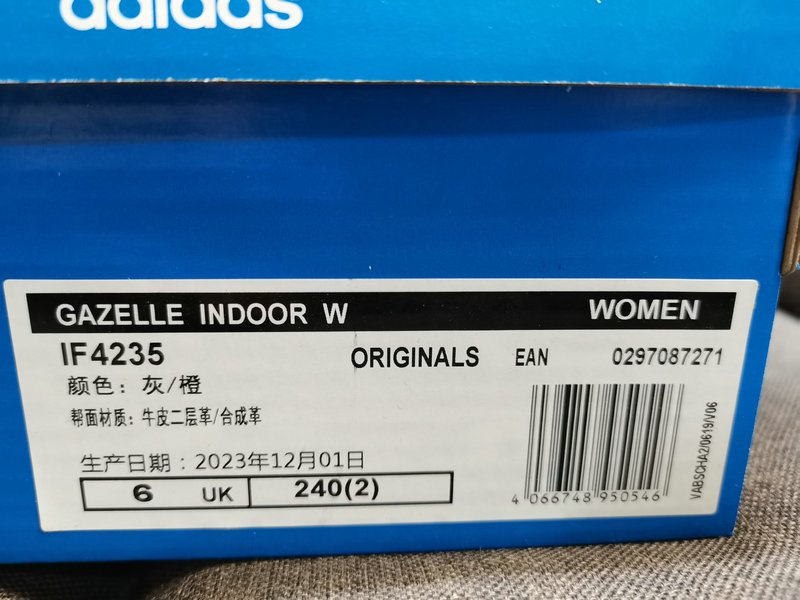 adidas
GAZELLE INDOOR W WOMEN
IF4235 ORIGINALS EAN 0297087271
颜色：灰/橙
帮面材质：牛皮二层革/合成革
生产日期：2023年12月01日
6 UK 240(2)
4 066748 950546
VABSCHA2/0619/V06